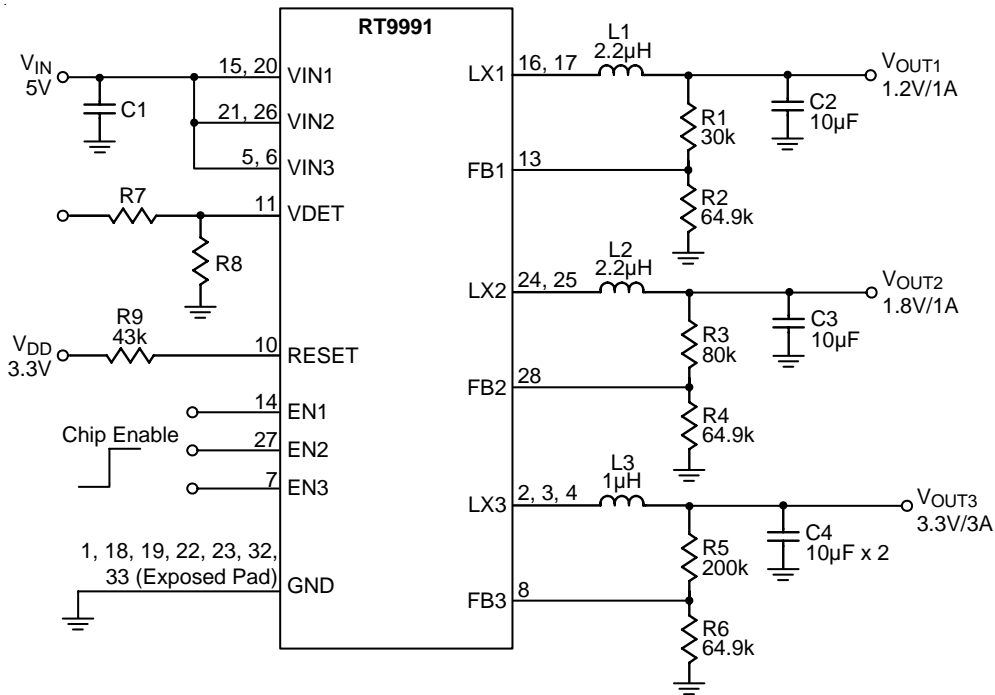 RT9991
V_IN
5V
C1
15, 20
VIN1
21, 26
VIN2
5, 6
VIN3
R7
11
VDET
R8
V_DD
3.3V
R9
43k
10
RESET
14
EN1
Chip Enable
27
EN2
7
EN3
1, 18, 19, 22, 23, 32,
33 (Exposed Pad)
GND
LX1
16, 17
L1
2.2µH
V_OUT1
1.2V/1A
C2
10µF
R1
30k
FB1
13
R2
64.9k
LX2
24, 25
L2
2.2µH
V_OUT2
1.8V/1A
C3
10µF
R3
80k
FB2
28
R4
64.9k
LX3
2, 3, 4
L3
1µH
V_OUT3
3.3V/3A
C4
10µF x 2
R5
200k
FB3
8
R6
64.9k